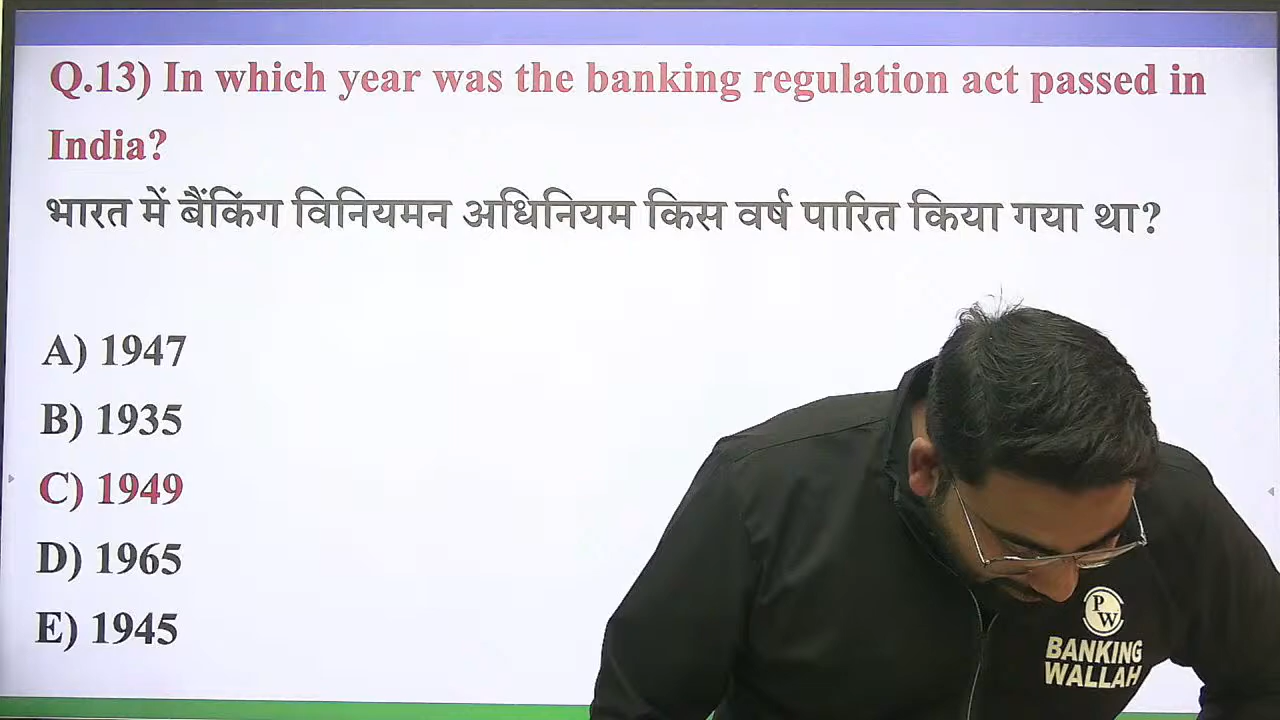 Q.13) In which year was the banking regulation act passed in
India?
भारत में बैंकिंग विनियमन अधिनियम किस वर्ष पारित किया गया था?
A) 1947
B) 1935
C) 1949
D) 1965
E) 1945
PW
BANKING
WALLAH